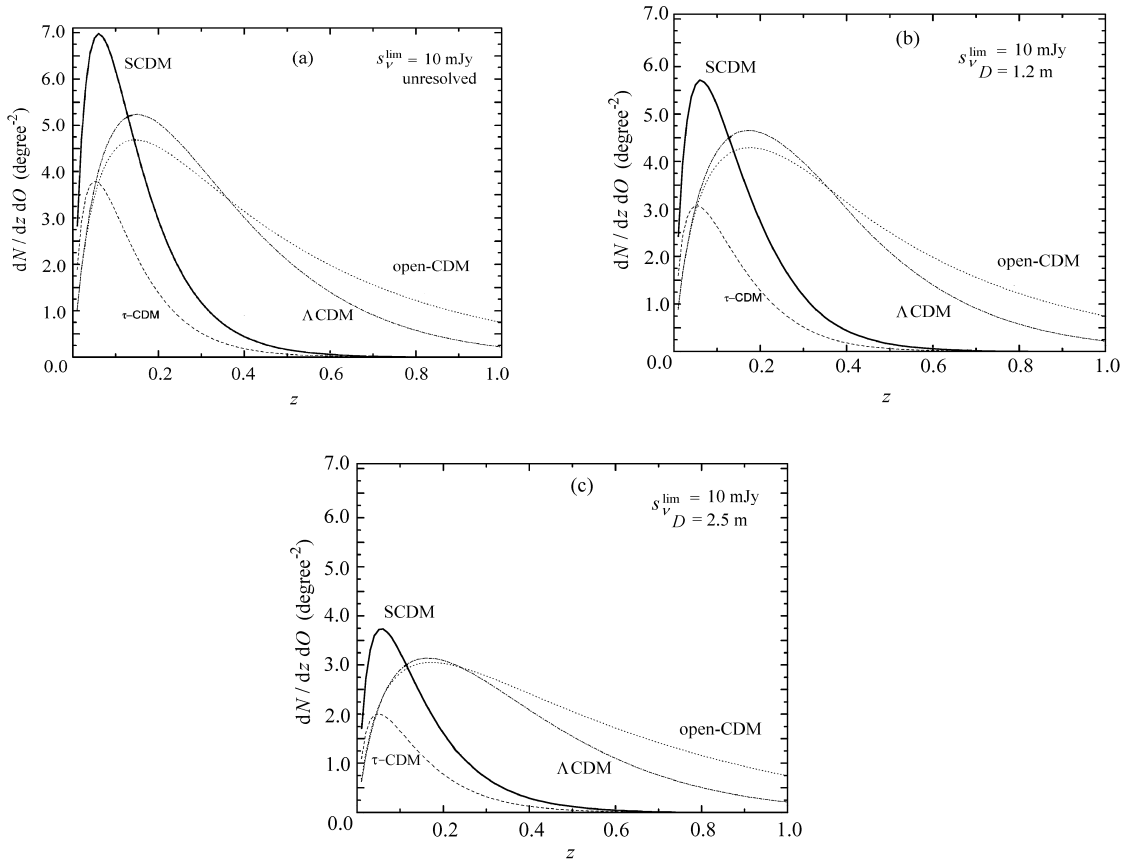 (a)
sνlim = 10 mJy
unresolved
SCDM
τ–CDM
ΛCDM
open-CDM
dN / dz dO (degree-2)
7.0
6.0
5.0
4.0
3.0
2.0
1.0
0.0
0.2 0.4 0.6 0.8 1.0
z
(b)
sνlim = 10 mJy
D = 1.2 m
SCDM
τ–CDM
ΛCDM
open-CDM
dN / dz dO (degree-2)
7.0
6.0
5.0
4.0
3.0
2.0
1.0
0.0
0.2 0.4 0.6 0.8 1.0
z
(c)
sνlim = 10 mJy
D = 2.5 m
SCDM
τ–CDM
ΛCDM
open-CDM
dN / dz dO (degree-2)
7.0
6.0
5.0
4.0
3.0
2.0
1.0
0.0
0.2 0.4 0.6 0.8 1.0
z